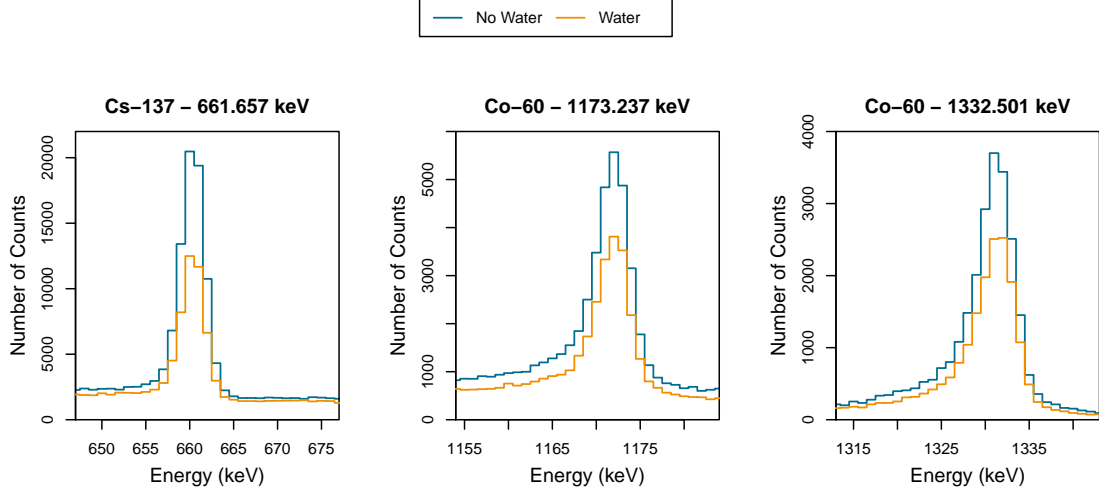 No Water Water
Cs−137 − 661.657 keV
Number of Counts
0 5000 10000 15000 20000
650 655 660 665 670 675
Energy (keV)
Co−60 − 1173.237 keV
Number of Counts
0 1000 3000 5000
1155 1165 1175
Energy (keV)
Co−60 − 1332.501 keV
Number of Counts
0 1000 2000 3000 4000
1315 1325 1335
Energy (keV)